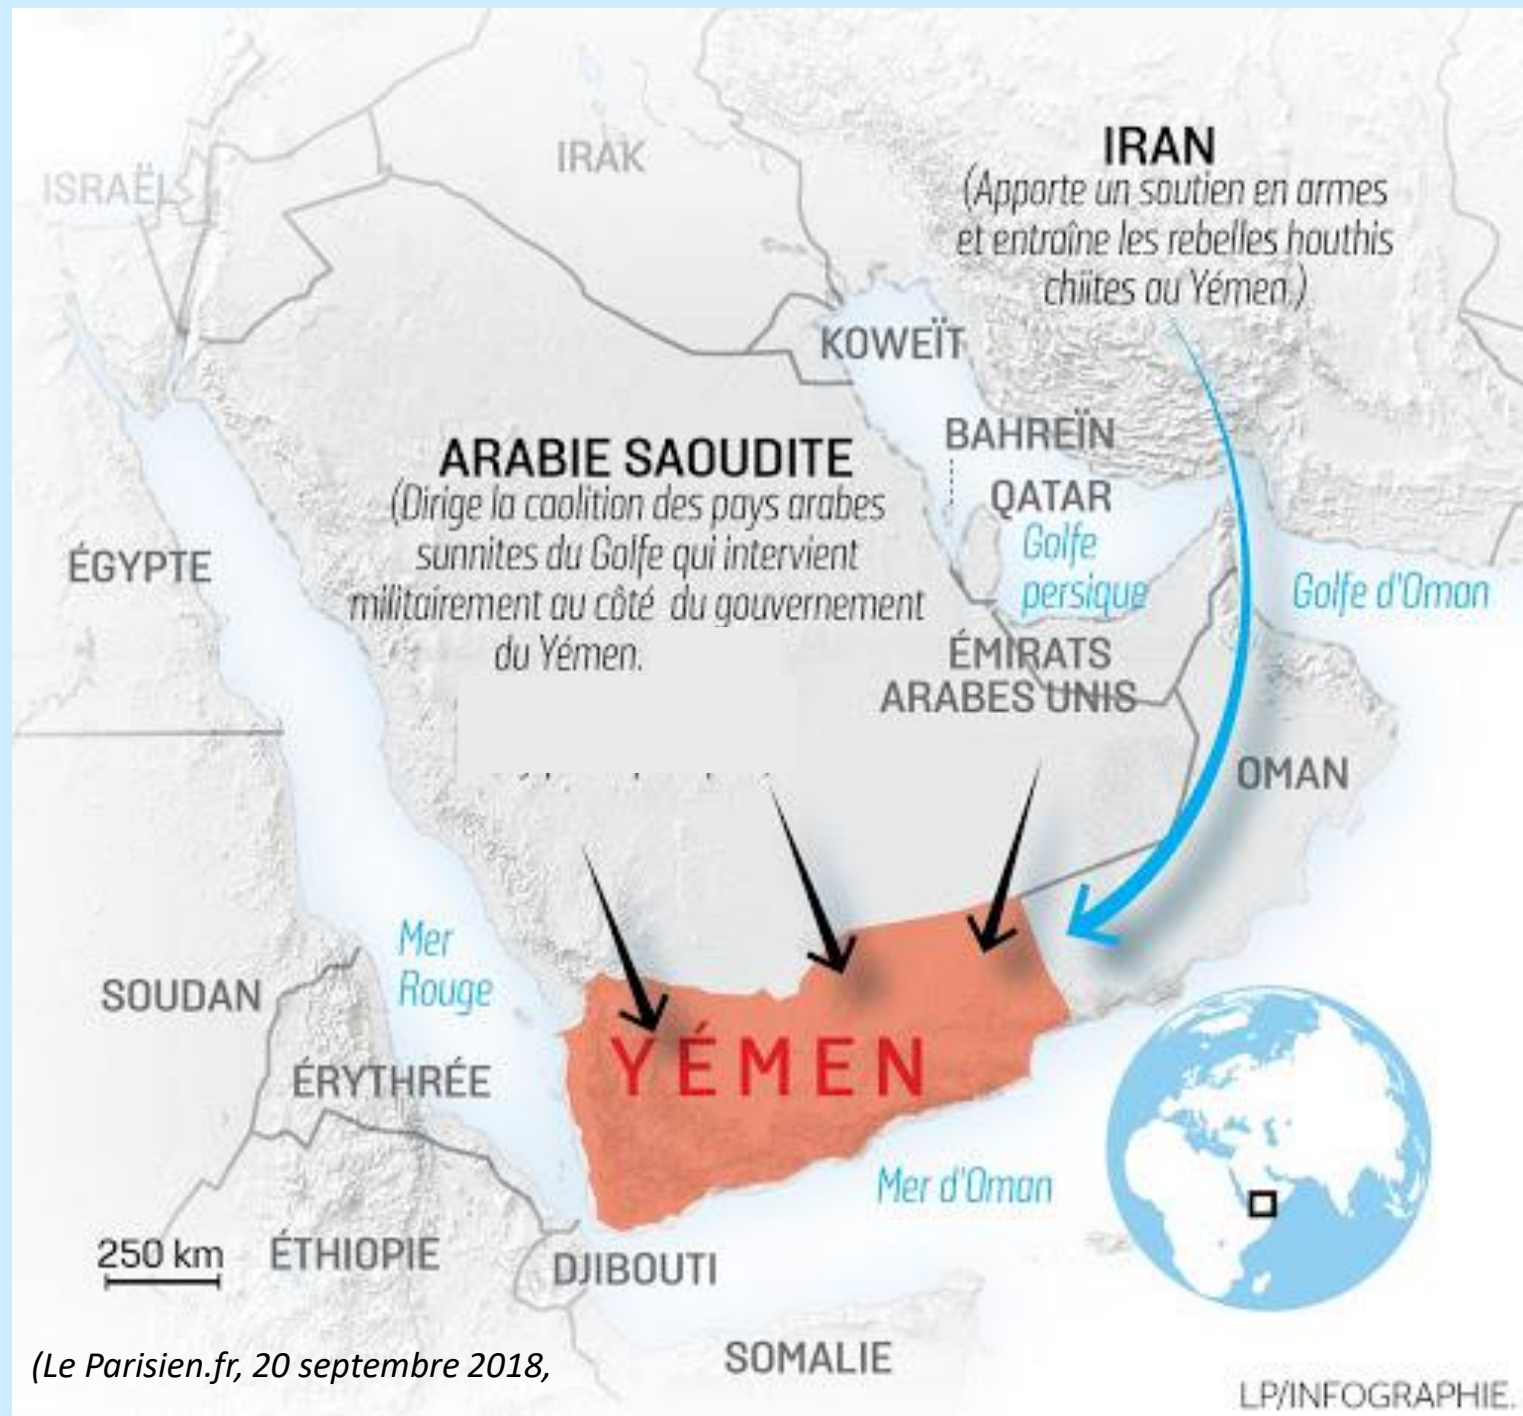 IRAN
(Apporte un soutien en armes
et entraîne les rebelles houthis
chiites au Yémen.)
IRAK
ISRAËL
KOWEÏT
BAHREÏN
QATAR
Golfe
persique
Golfe d'Oman
ARABIE SAOUDITE
(Dirige la caolition des pays arabes
sunnites du Golfe qui intervient
militairement au côté du gouvernement
du Yémen.
ÉGYPTE
ÉMIRATS
ARABES UNIS
OMAN
Mer
Rouge
SOUDAN
ÉRYTHRÉE
YÉMEN
Mer d'Oman
250 km
ÉTHIOPIE
DJIBOUTI
SOMALIE
(Le Parisien.fr, 20 septembre 2018,
LP/INFOGRAPHIE.